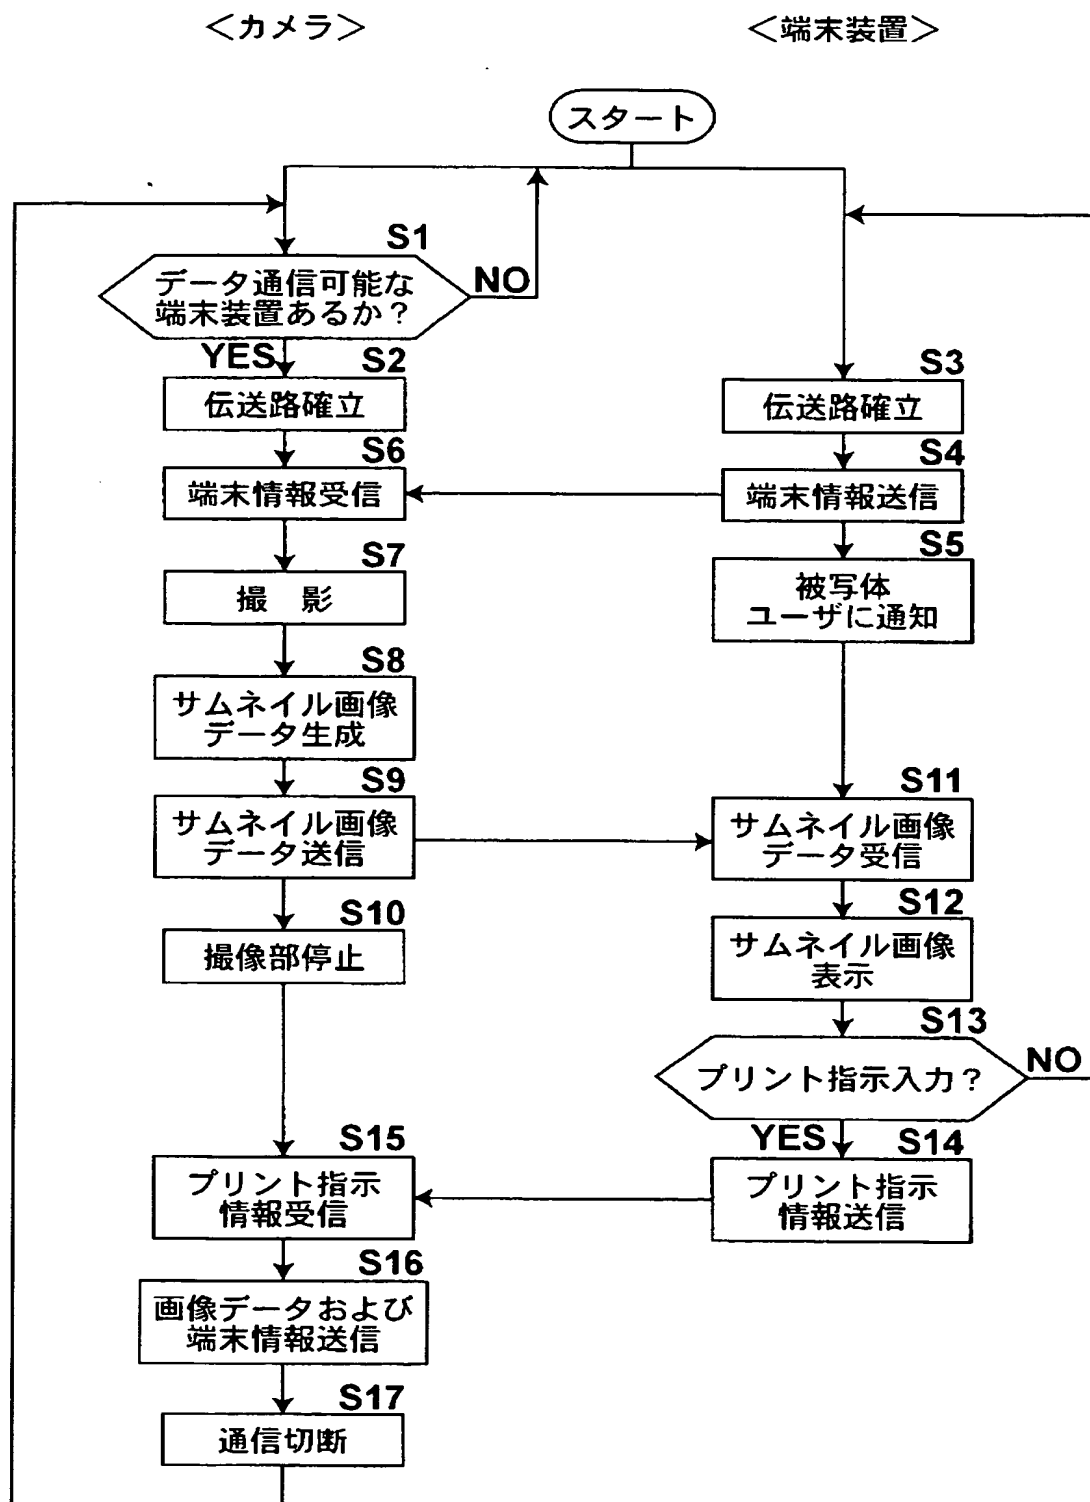 ＜カメラ＞
＜端末装置＞
スタート
S1
データ通信可能な
端末装置あるか？
NO
YES
S2
伝送路確立
S3
伝送路確立
S6
端末情報受信
S4
端末情報送信
S7
撮 影
S5
被写体
ユーザに通知
S8
サムネイル画像
データ生成
S9
サムネイル画像
データ送信
S11
サムネイル画像
データ受信
S10
撮像部停止
S12
サムネイル画像
表示
S13
プリント指示入力？
NO
YES
S15
プリント指示
情報受信
S14
プリント指示
情報送信
S16
画像データおよび
端末情報送信
S17
通信切断